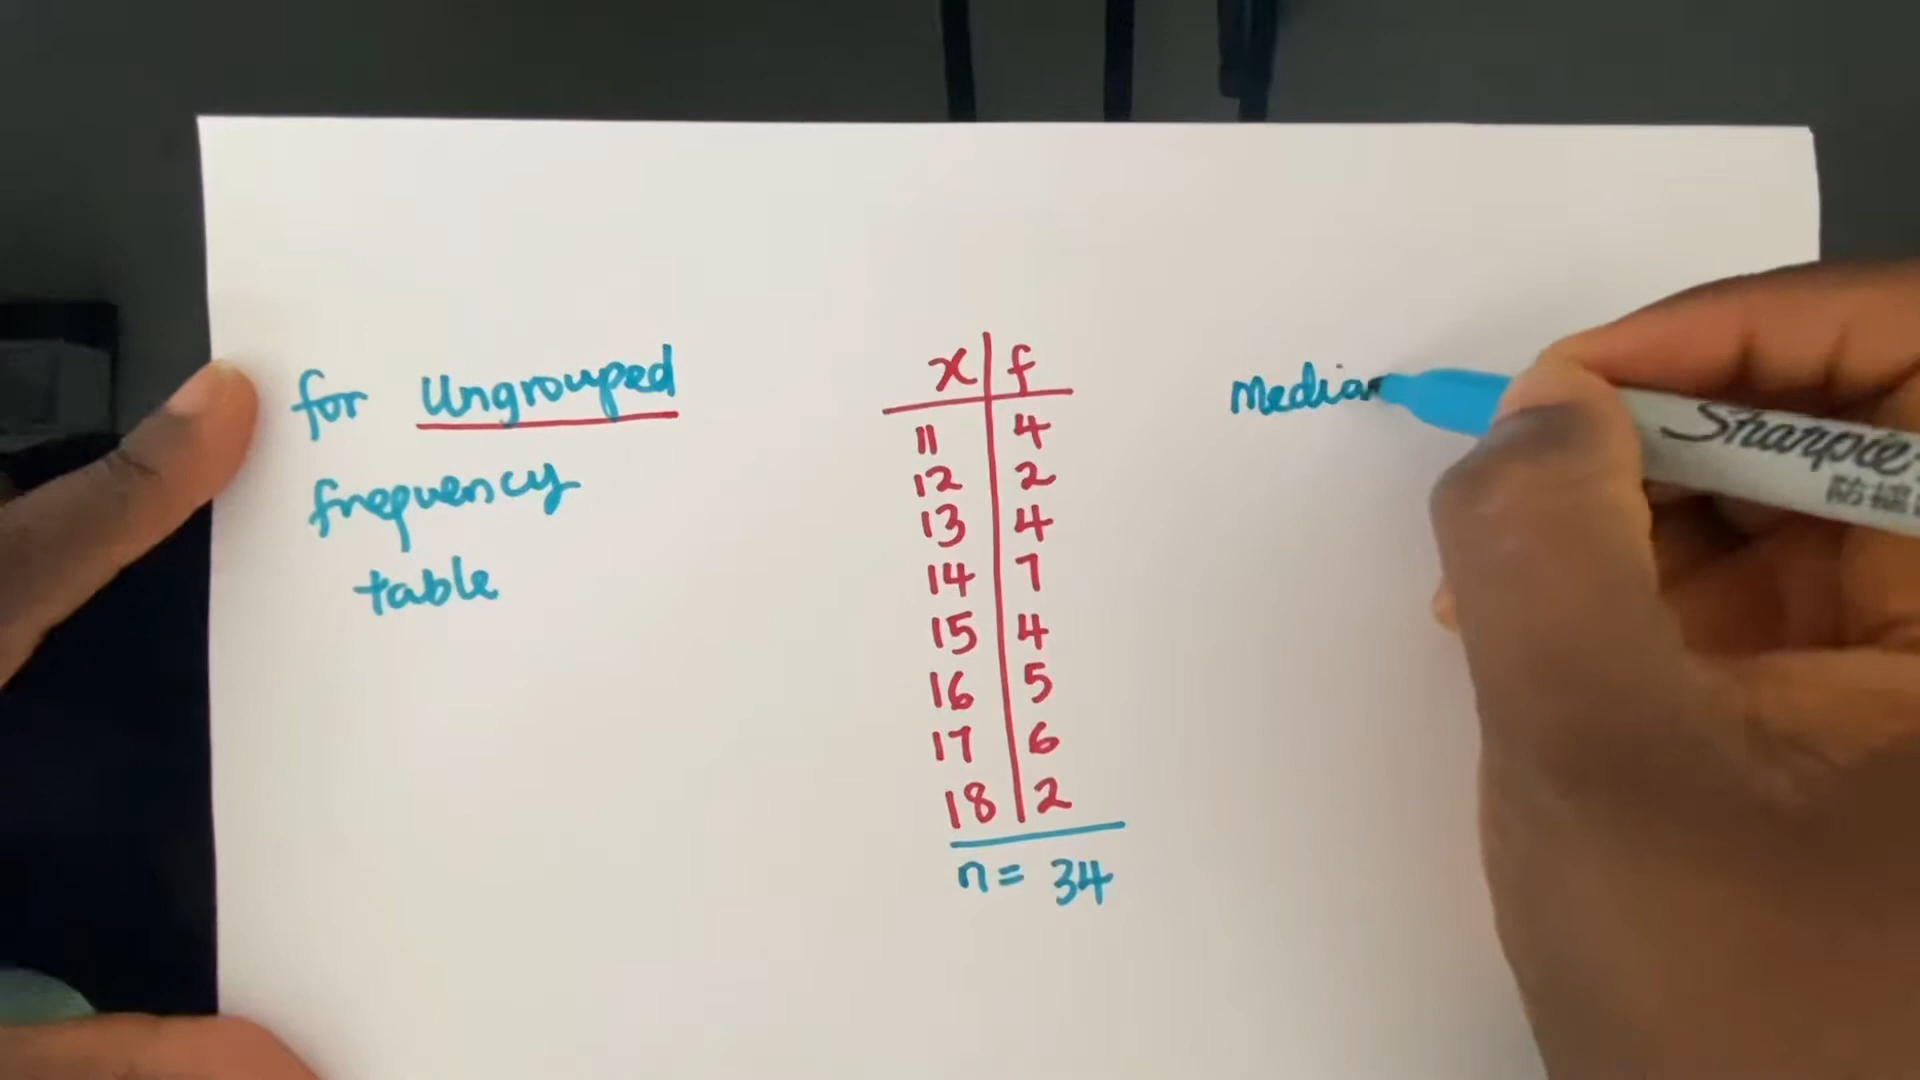 for Ungrouped
frequency
table
x f
11 4
12 2
13 4
14 7
15 4
16 5
17 6
18 2
n = 34
Media
Sharpie